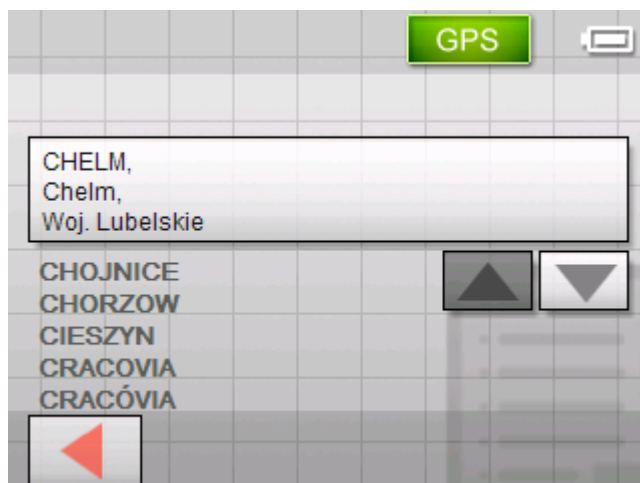 GPS
CHELM,
Chelm,
Woj. Lubelskie
CHOJNICE
CHORZOW
CIESZYN
CRACOVIA
CRACÓVIA